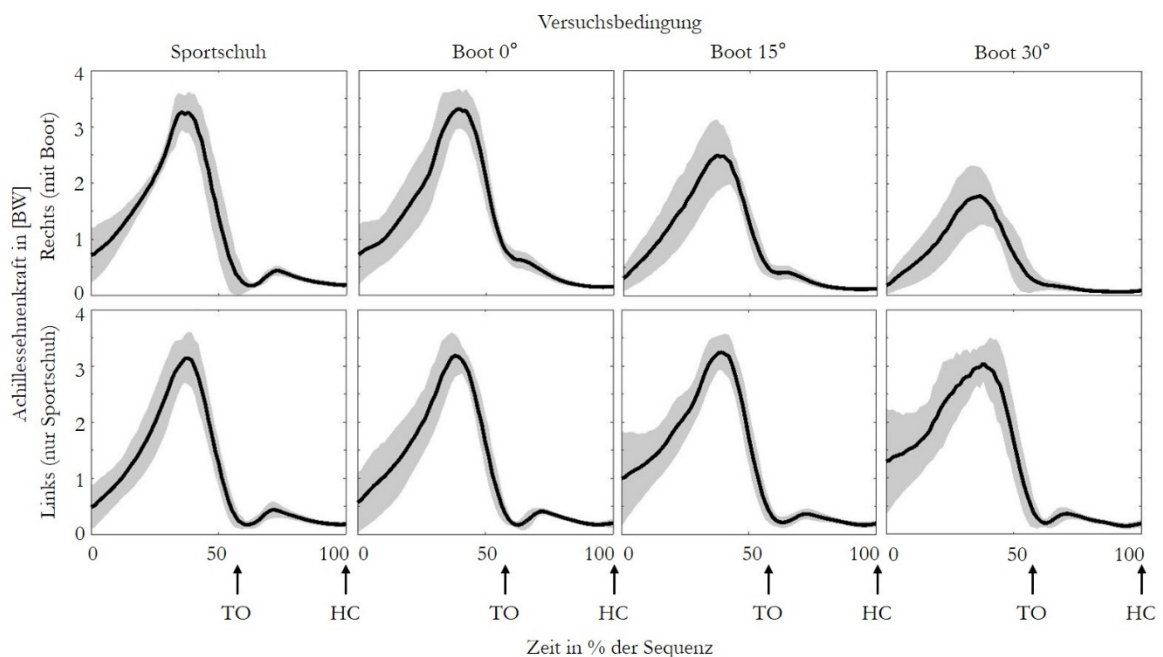 Versuchsbedingung
Sportschuh Boot 0° Boot 15° Boot 30°
Achillessehnenkraft in [BW]
Rechts (mit Boot)
4
3
2
1
0
Links (nur Sportschuh)
4
3
2
1
0
0 50 100 0 50 100 0 50 100 0 50 100
TO HC TO HC TO HC TO HC
Zeit in % der Sequenz